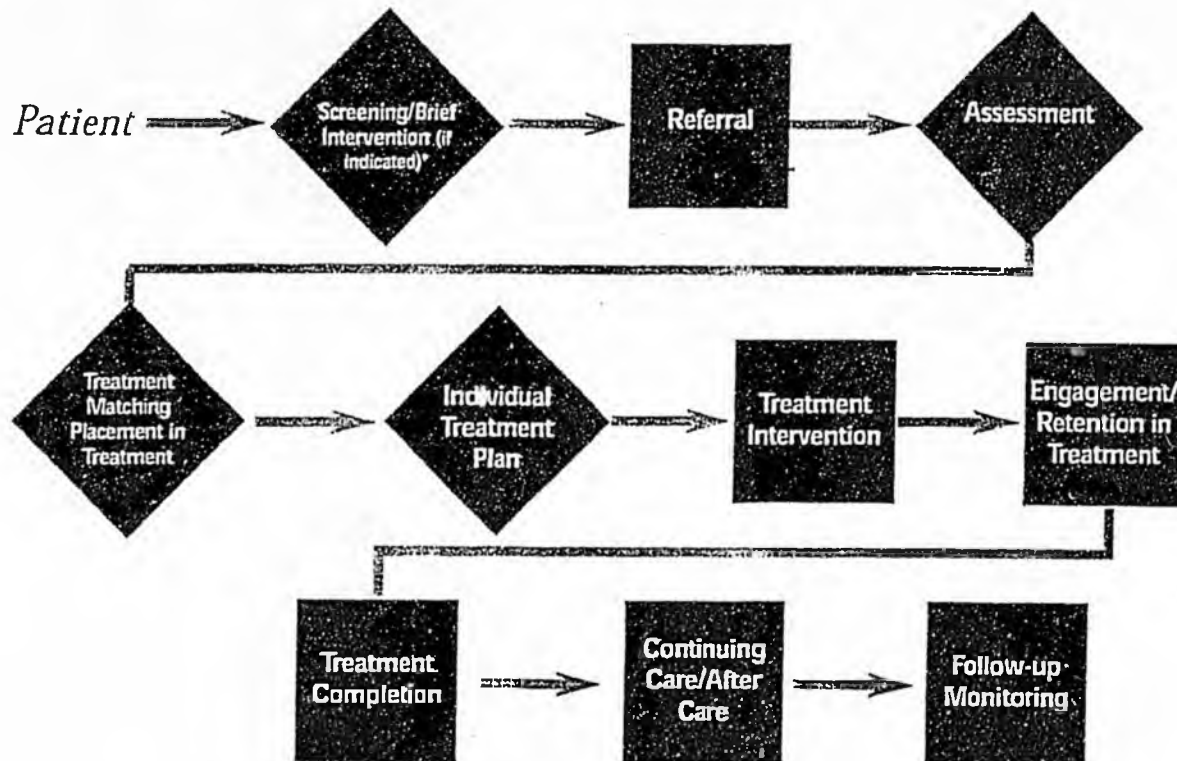 Patient
Screening/Brief
Intervention (if
indicated)*
Referral
Assessment
Treatment
Matching
Placement in
Treatment
Individual
Treatment
Plan
Treatment
Intervention
Engagement/
Retention in
Treatment
Treatment
Completion
Continuing
Care/After
Care
Follow-up
Monitoring